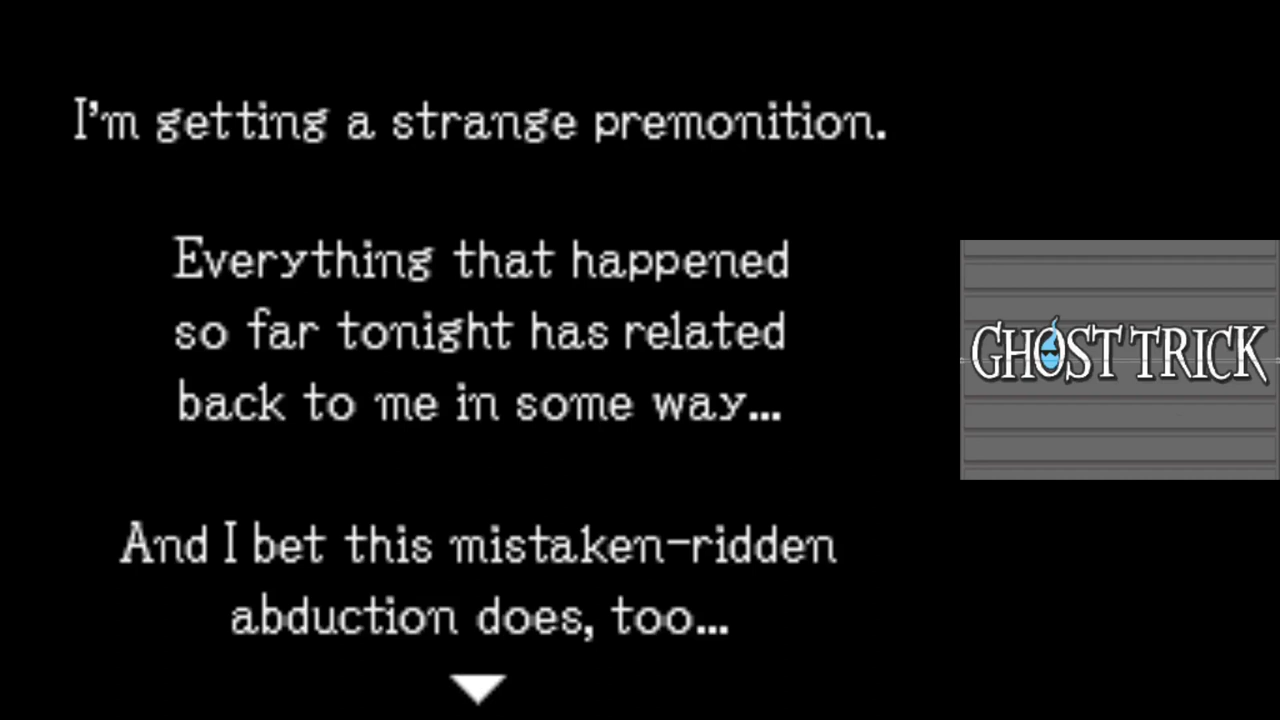 I'm getting a strange premonition.
Everything that happened
so far tonight has related
back to me in some way...
And I bet this mistaken-ridden
abduction does, too...
GHOST TRICK